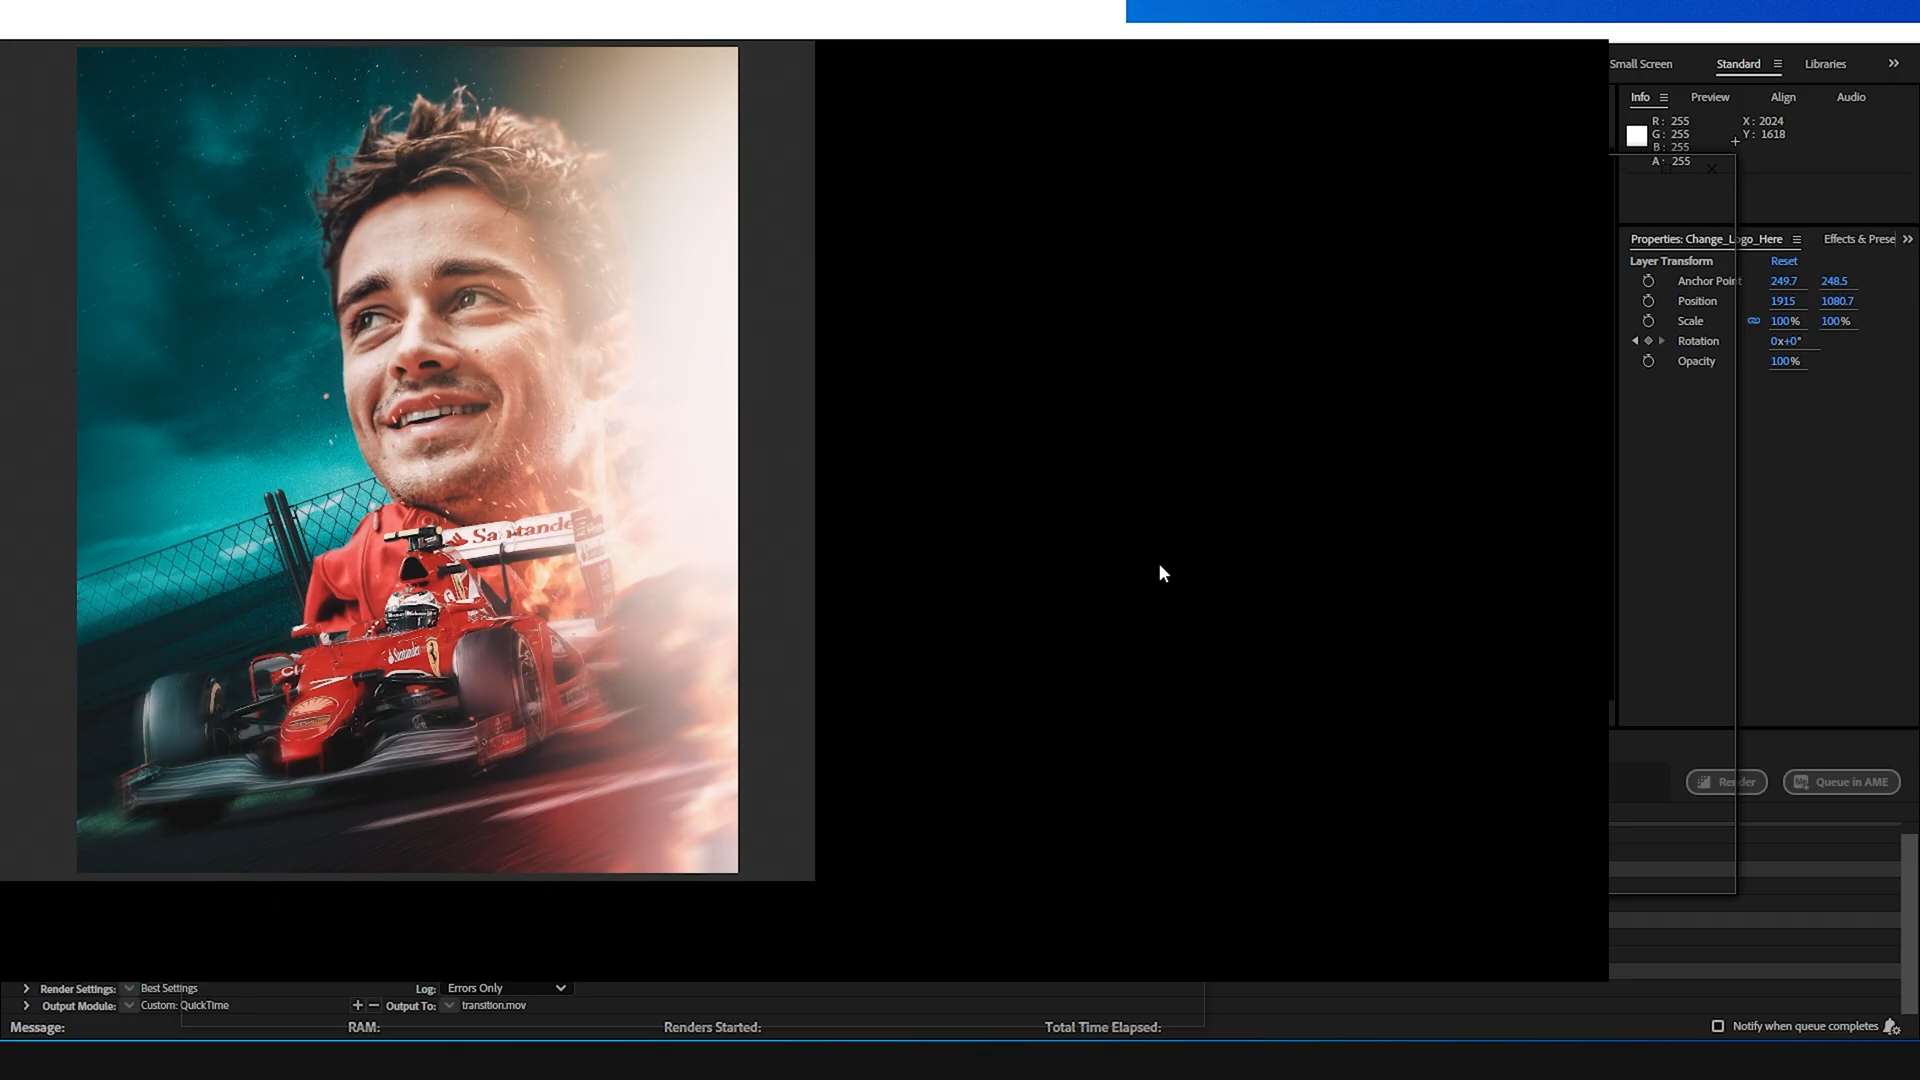 Small Screen
Standard
Libraries
Info
Preview
Align
Audio
R: 255
G: 255
B: 255
A: 255
X: 2024
Y: 1618
Properties: Change_Logo_Here
Effects & Prese
Layer Transform
Reset
Anchor Point
249.7
248.5
Position
1915
1080.7
Scale
100%
100%
Rotation
0x+0°
Opacity
100%
Santande
Santander
Render
Queue in AME
Render Settings:
Best Settings
Log:
Errors Only
Output Module:
Custom: QuickTime
Output To:
transition.mov
Message:
RAM:
Renders Started:
Total Time Elapsed:
Notify when queue completes